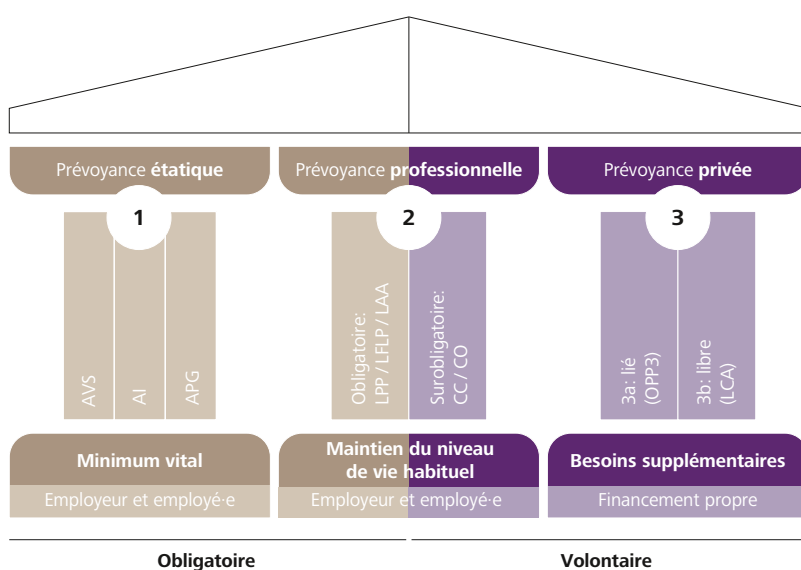 Prévoyance étatique
Prévoyance professionnelle
Prévoyance privée
1
2
3
AVS
AI
APG
Obligatoire:
LPP / LFLP / LAA
Surobligatoire:
CC / CO
3a: lié
(OPP3)
3b: libre
(LCA)
Minimum vital
Employeur et employé·e
Maintien du niveau
de vie habituel
Employeur et employé·e
Besoins supplémentaires
Financement propre
Obligatoire
Volontaire